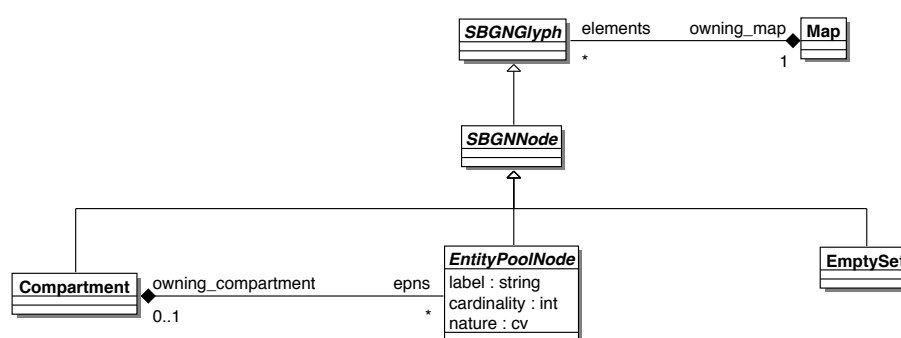 SBGNGlyph elements owning_map Map
* 1
SBGNNode
EntityPoolNode
Compartment owning_compartment epns label : string EmptySet
cardinality : int
0..1 * nature : cv